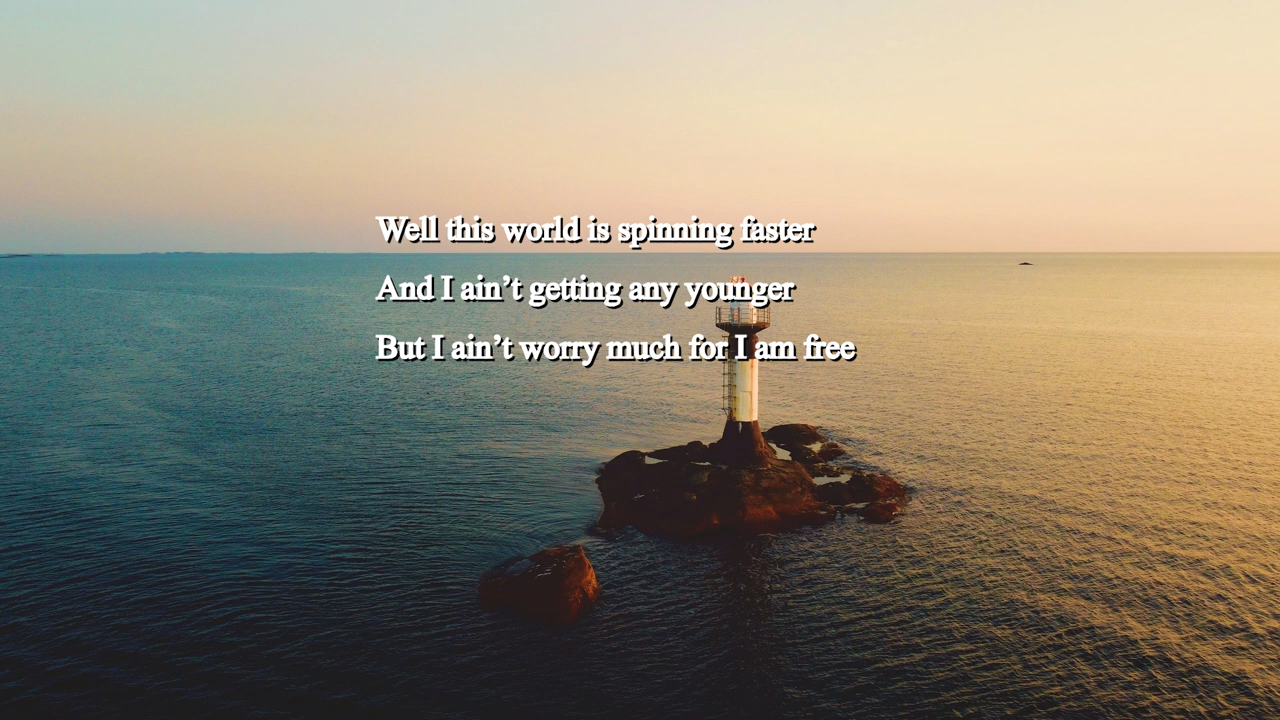 Well this world is spinning faster
And I ain’t getting any younger
But I ain’t worry much for I am free